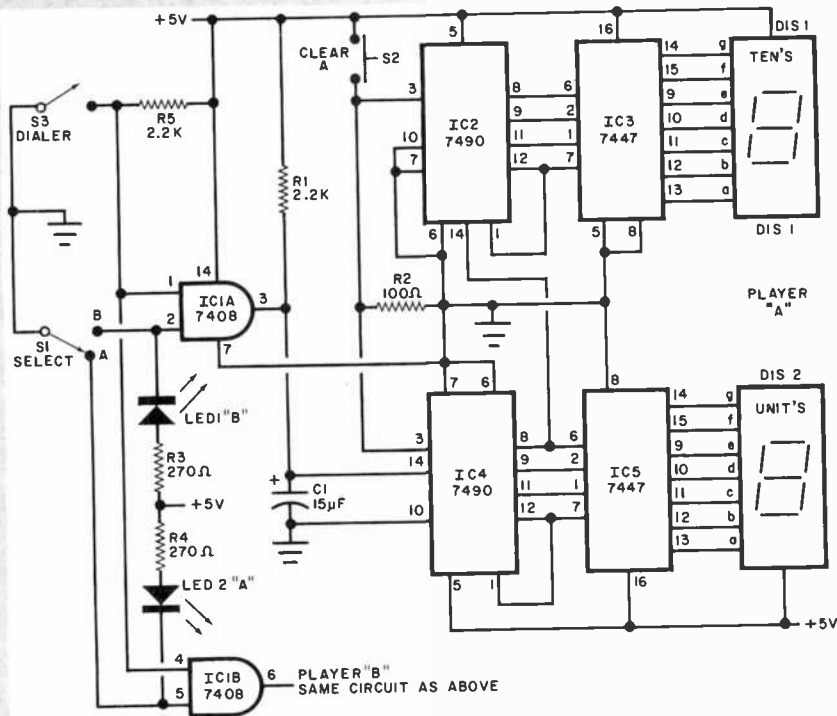 +5V
CLEAR
A
S2
S3
DIALER
R5
2.2K
R1
2.2K
5
3
10
7
IC2
7490
8
9
11
12
6
14
1
16
6
2
1
7
IC3
7447
14
15
9
10
11
12
13
5
8
g
f
e
d
c
b
a
DIS 1
TEN'S
DIS 1
PLAYER
"A"
1
14
2
IC1A
7408
3
7
B
A
S1
SELECT
R2
100Ω
LED1 "B"
R3
270Ω
+5V
R4
270Ω
LED 2 "A"
+
C1
15µF
7
6
3
14
10
IC4
7490
8
9
11
12
5
1
8
6
2
1
7
IC5
7447
14
15
9
10
11
12
13
16
g
f
e
d
c
b
a
DIS 2
UNIT'S
+5V
4
5
IC1B
7408
6
PLAYER "B"
SAME CIRCUIT AS ABOVE